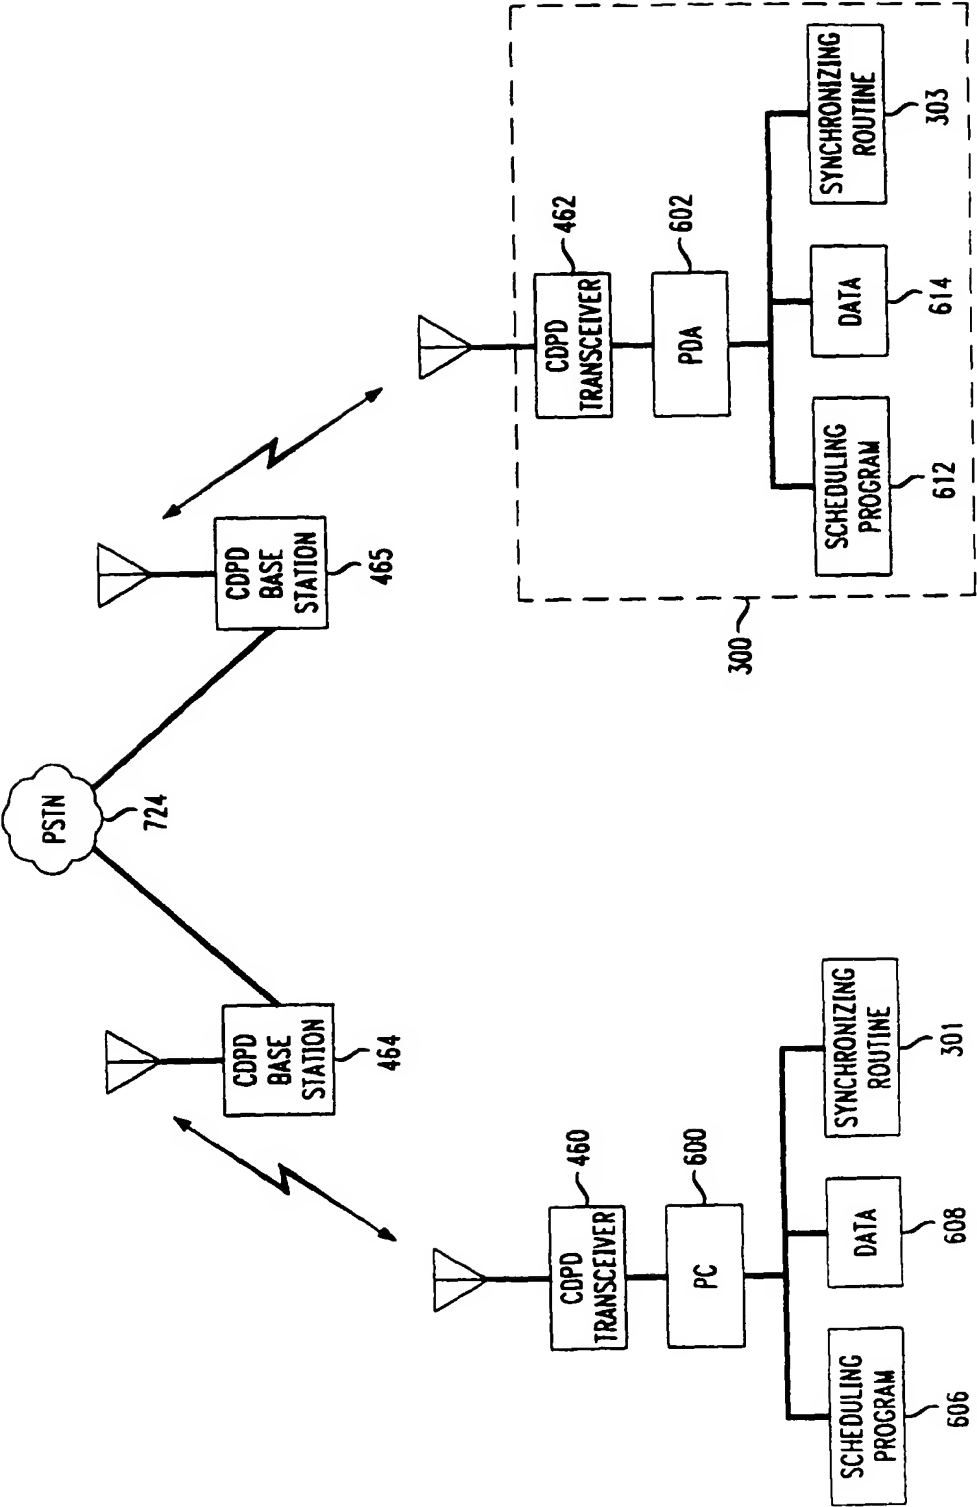 PSTN
724
CDPD
BASE
STATION
464
CDPD
BASE
STATION
465
CDPD
TRANSCEIVER
460
PC
600
SCHEDULING
PROGRAM
606
DATA
608
SYNCHRONIZING
ROUTINE
301
300
CDPD
TRANSCEIVER
462
PDA
602
SCHEDULING
PROGRAM
612
DATA
614
SYNCHRONIZING
ROUTINE
303